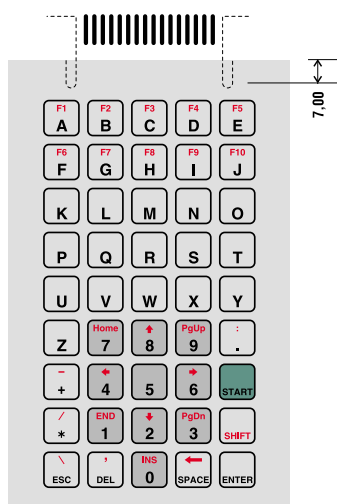 7,00
F1 F2 F3 F4 F5
A B C D E
F6 F7 F8 F9 F10
F G H I J
K L M N O
P Q R S T
U V W X Y
Home ↑ PgUp :
Z 7 8 9 .
− ← →
+ 4 5 6 START
/ END ↓ PgDn
* 1 2 3 SHIFT
\ , INS ←
ESC DEL 0 SPACE ENTER